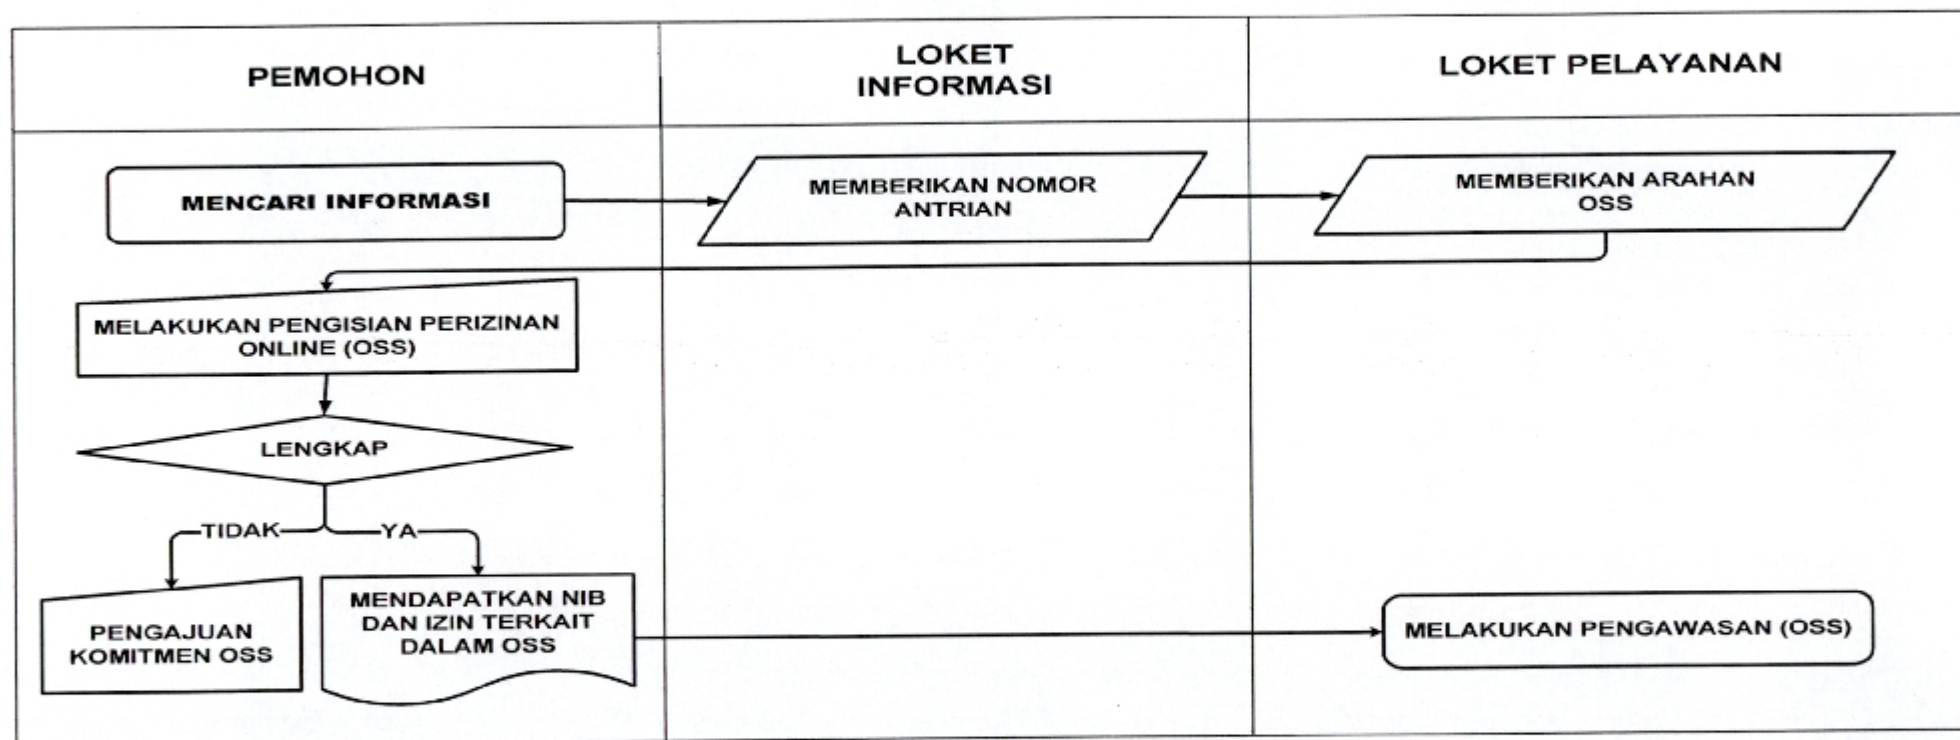 PEMOHON
LOKET
INFORMASI
LOKET PELAYANAN
MENCARI INFORMASI
MEMBERIKAN NOMOR
ANTRIAN
MEMBERIKAN ARAHAN
OSS
MELAKUKAN PENGISIAN PERIZINAN
ONLINE (OSS)
LENGKAP
TIDAK
YA
PENGAJUAN
KOMITMEN OSS
MENDAPATKAN NIB
DAN IZIN TERKAIT
DALAM OSS
MELAKUKAN PENGAWASAN (OSS)